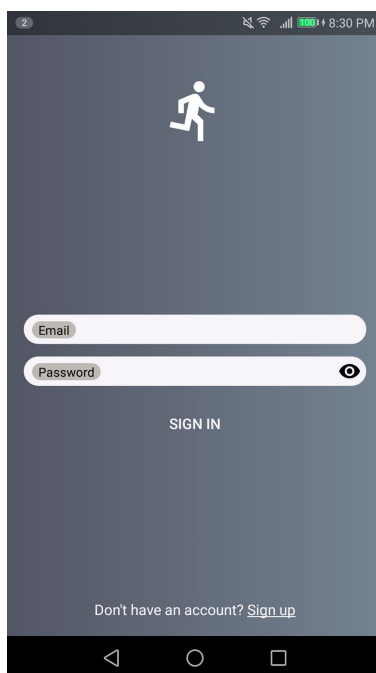 2 100 8:30 PM
Email
Password
SIGN IN
Don't have an account? Sign up